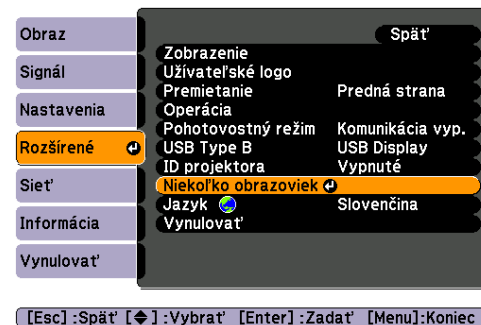 Obraz
Signál
Nastavenia
Rozšírené
Sieť
Informácia
Vynulovať
Späť
Zobrazenie
Užívateľské logo
Premietanie Predná strana
Operácia
Pohotovostný režim Komunikácia vyp.
USB Type B USB Display
ID projektora Vypnuté
Niekoľko obrazoviek
Jazyk Slovenčina
Vynulovať
[Esc] :Späť [◆] :Vybrať [Enter] :Zadať [Menu]:Koniec